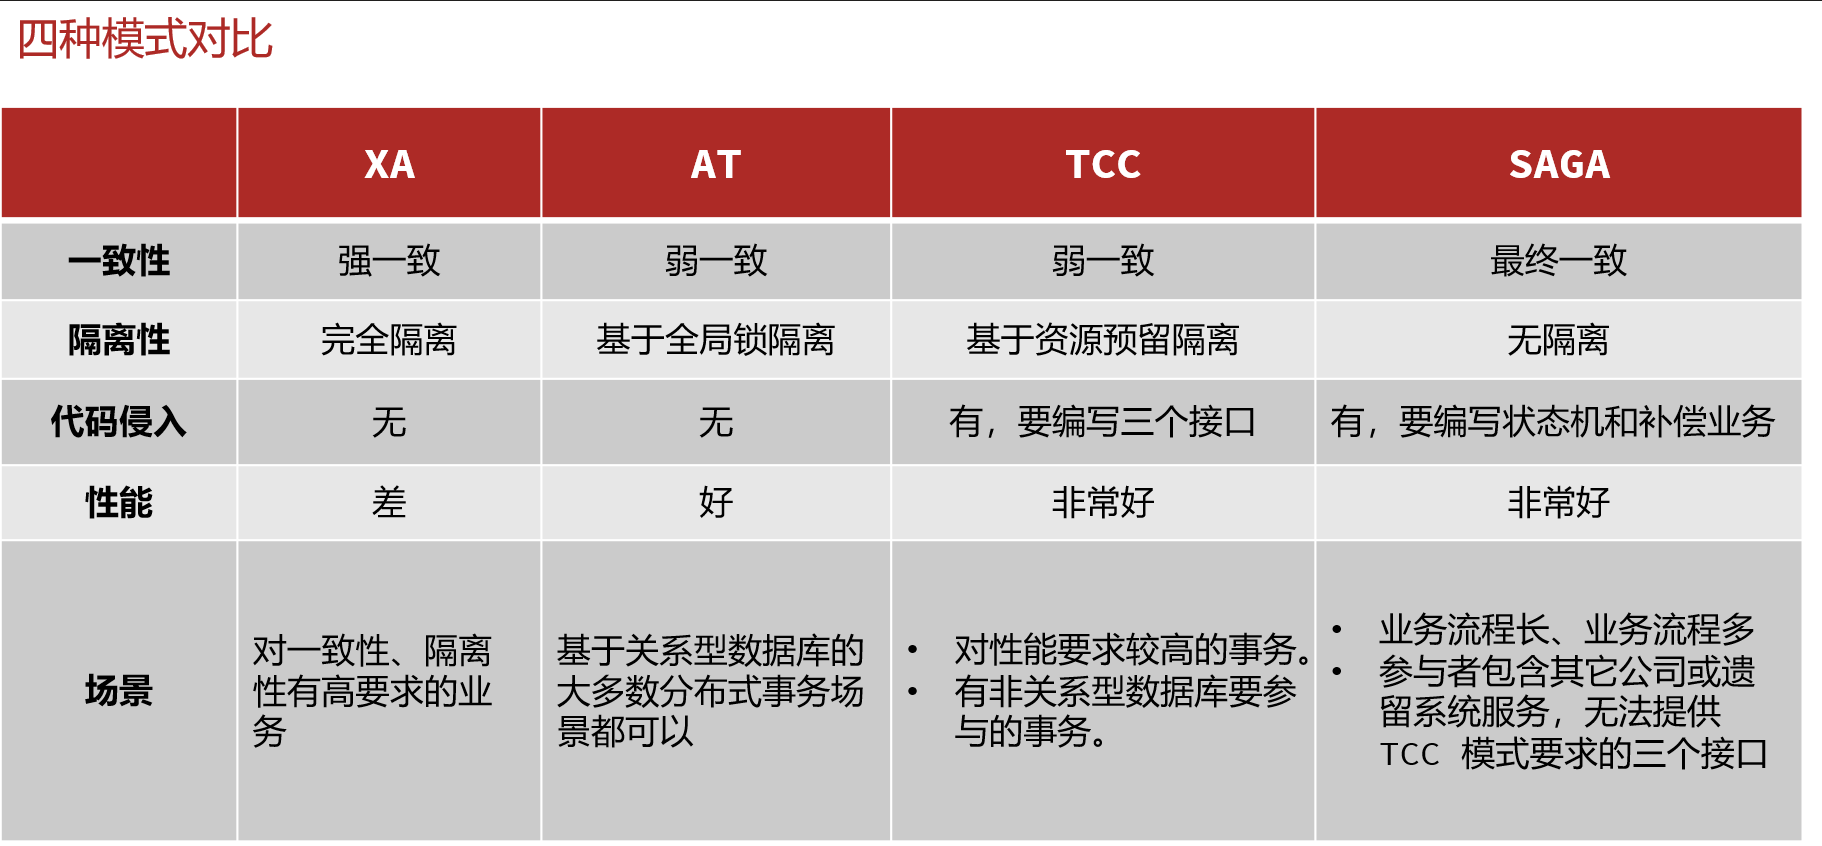 四种模式对比
XA AT TCC SAGA
一致性 强一致 弱一致 弱一致 最终一致
隔离性 完全隔离 基于全局锁隔离 基于资源预留隔离 无隔离
代码侵入 无 无 有，要编写三个接口 有，要编写状态机和补偿业务
性能 差 好 非常好 非常好
场景
对一致性、隔离
性有高要求的业
务
基于关系型数据库的
大多数分布式事务场
景都可以
• 对性能要求较高的事务。
• 有非关系型数据库要参
与的事务。
• 业务流程长、业务流程多
• 参与者包含其它公司或遗
留系统服务，无法提供
TCC 模式要求的三个接口